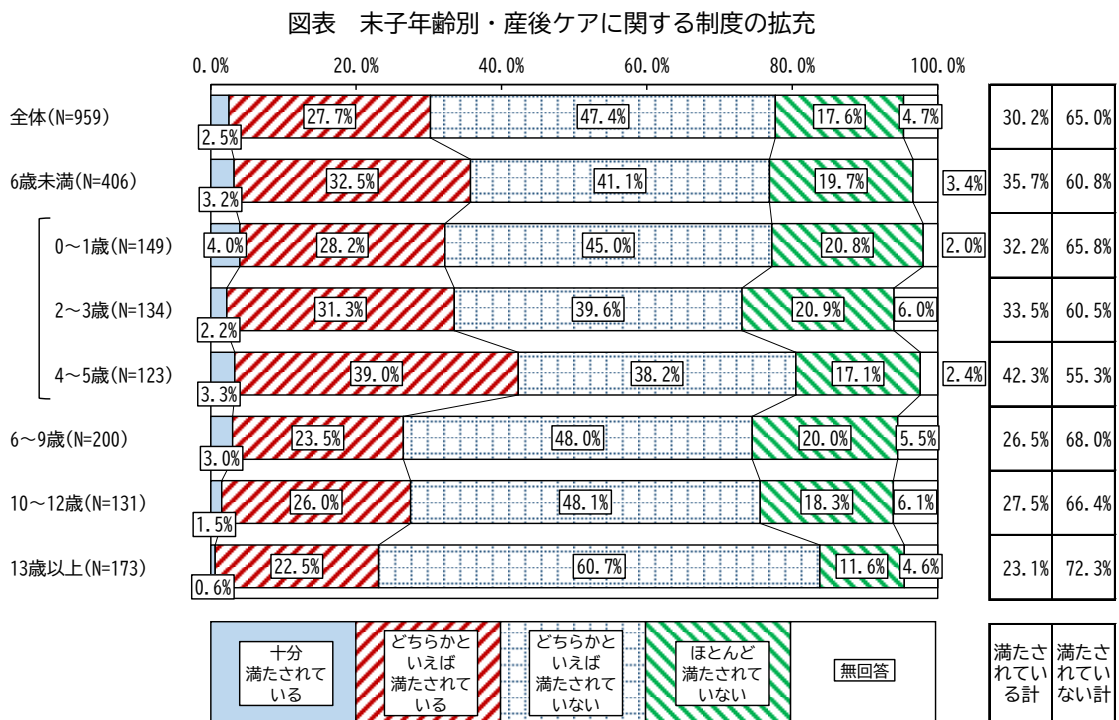 図表　末子年齢別・産後ケアに関する制度の拡充
0.0% 20.0% 40.0% 60.0% 80.0% 100.0%
全体(N=959) 2.5% 27.7% 47.4% 17.6% 4.7% 30.2% 65.0%
6歳未満(N=406) 3.2% 32.5% 41.1% 19.7% 3.4% 35.7% 60.8%
0～1歳(N=149) 4.0% 28.2% 45.0% 20.8% 2.0% 32.2% 65.8%
2～3歳(N=134) 2.2% 31.3% 39.6% 20.9% 6.0% 33.5% 60.5%
4～5歳(N=123) 3.3% 39.0% 38.2% 17.1% 2.4% 42.3% 55.3%
6～9歳(N=200) 3.0% 23.5% 48.0% 20.0% 5.5% 26.5% 68.0%
10～12歳(N=131) 1.5% 26.0% 48.1% 18.3% 6.1% 27.5% 66.4%
13歳以上(N=173) 0.6% 22.5% 60.7% 11.6% 4.6% 23.1% 72.3%
十分
満たされて
いる
どちらかと
いえば
満たされて
いる
どちらかと
いえば
満たされて
いない
ほとんど
満たされて
いない
無回答
満たさ
れてい
る計
満たさ
れてい
ない計